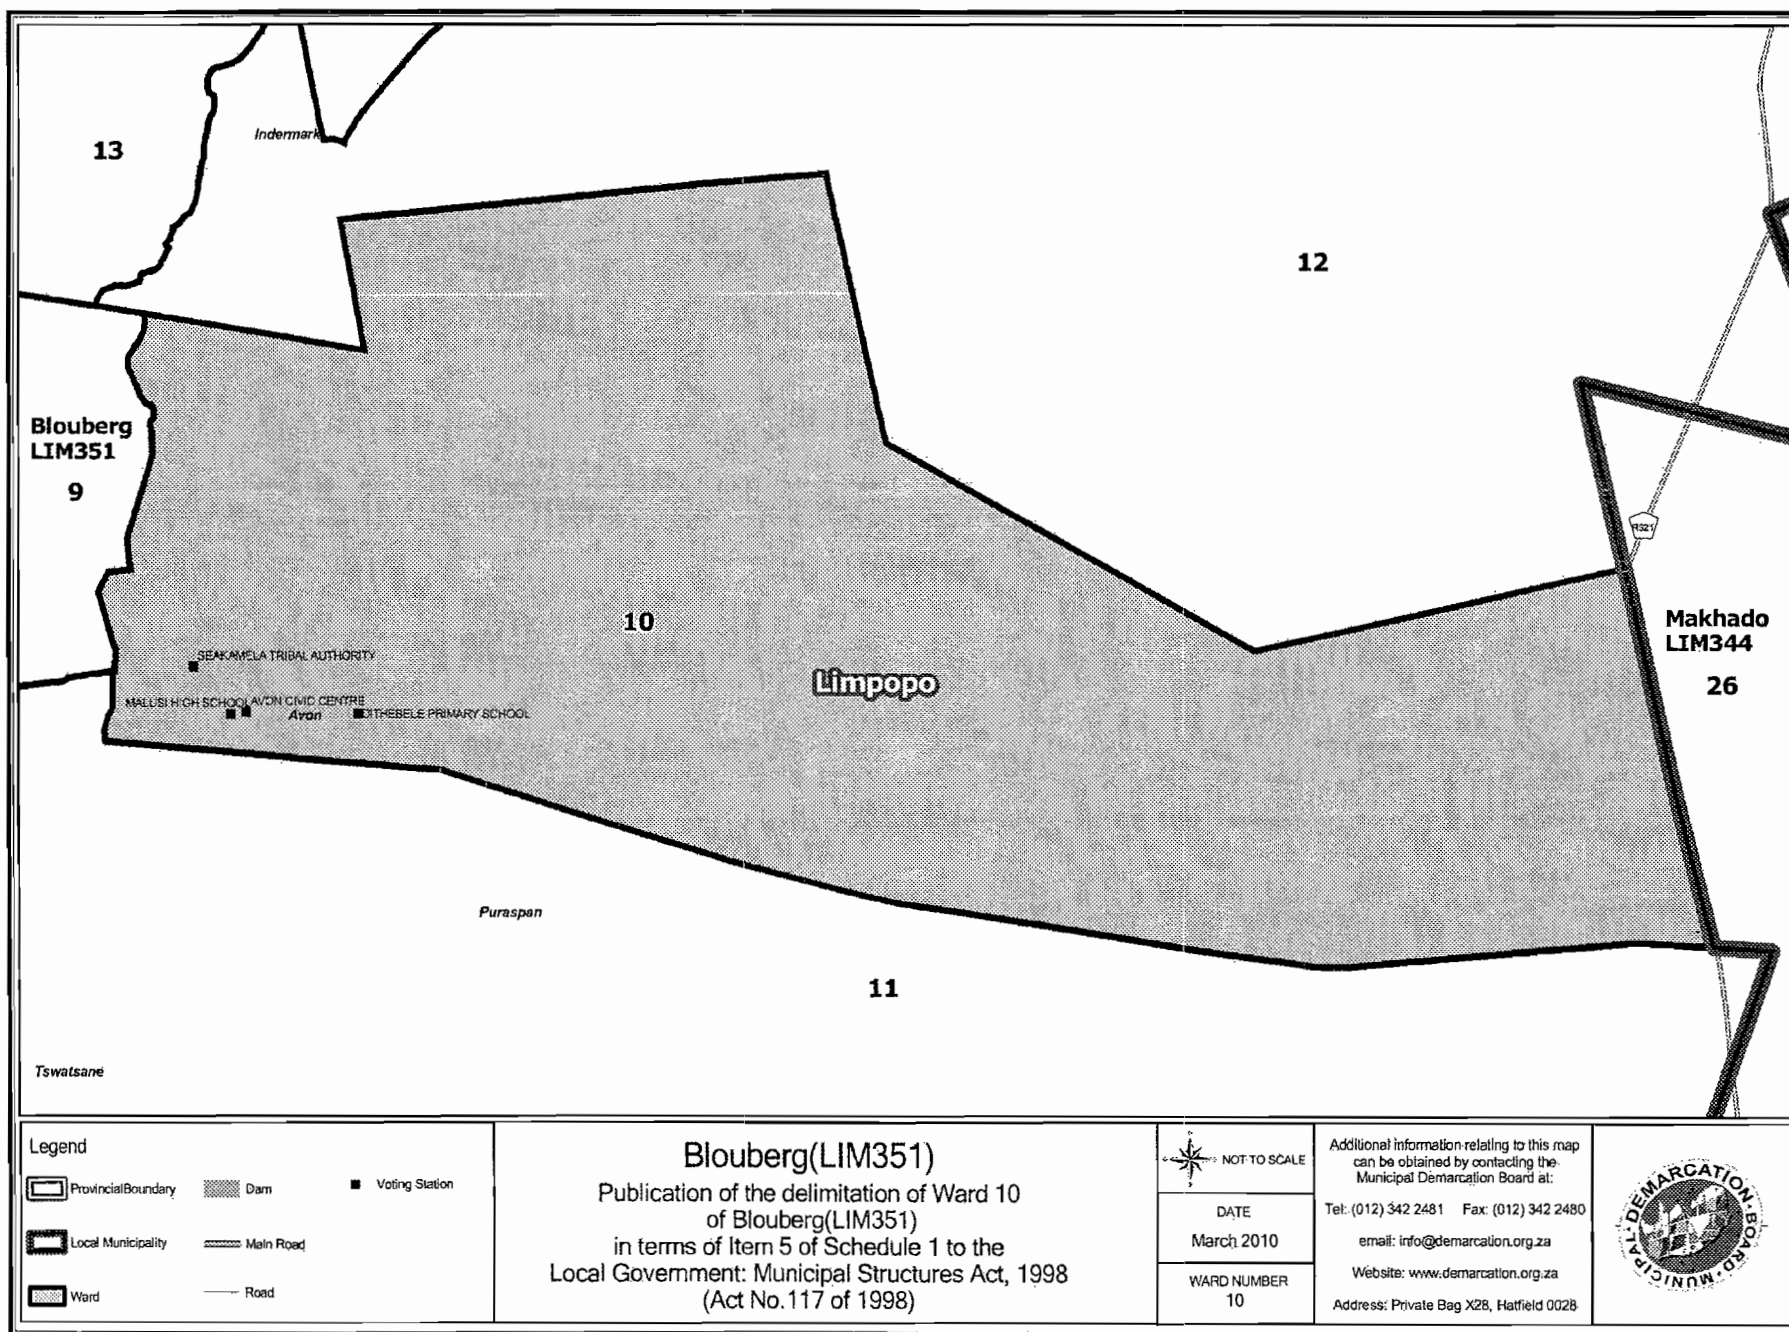 Indermark
13
12
Blouberg
LIM351
9
R521
10
Makhado
LIM344
26
SEAKAMELA TRIBAL AUTHORITY
Limpopo
MALUSI HIGH SCHOOL
AVON CIVIC CENTRE
Avon
DITHEBELE PRIMARY SCHOOL
Puraspan
11
Tswatsane
Legend
ProvincialBoundary
Dam
Voting Station
Local Municipality
Main Road
Ward
Road
Blouberg(LIM351)
Publication of the delimitation of Ward 10
of Blouberg(LIM351)
in terms of Item 5 of Schedule 1 to the
Local Government: Municipal Structures Act, 1998
(Act No.117 of 1998)
NOT TO SCALE
DATE
March 2010
WARD NUMBER
10
Additional information relating to this map
can be obtained by contacting the
Municipal Demarcation Board at:
Tel: (012) 342 2481 Fax: (012) 342 2480
email: info@demarcation.org.za
Website: www.demarcation.org.za
Address: Private Bag X28, Hatfield 0028
MUNICIPAL DEMARCATION BOARD